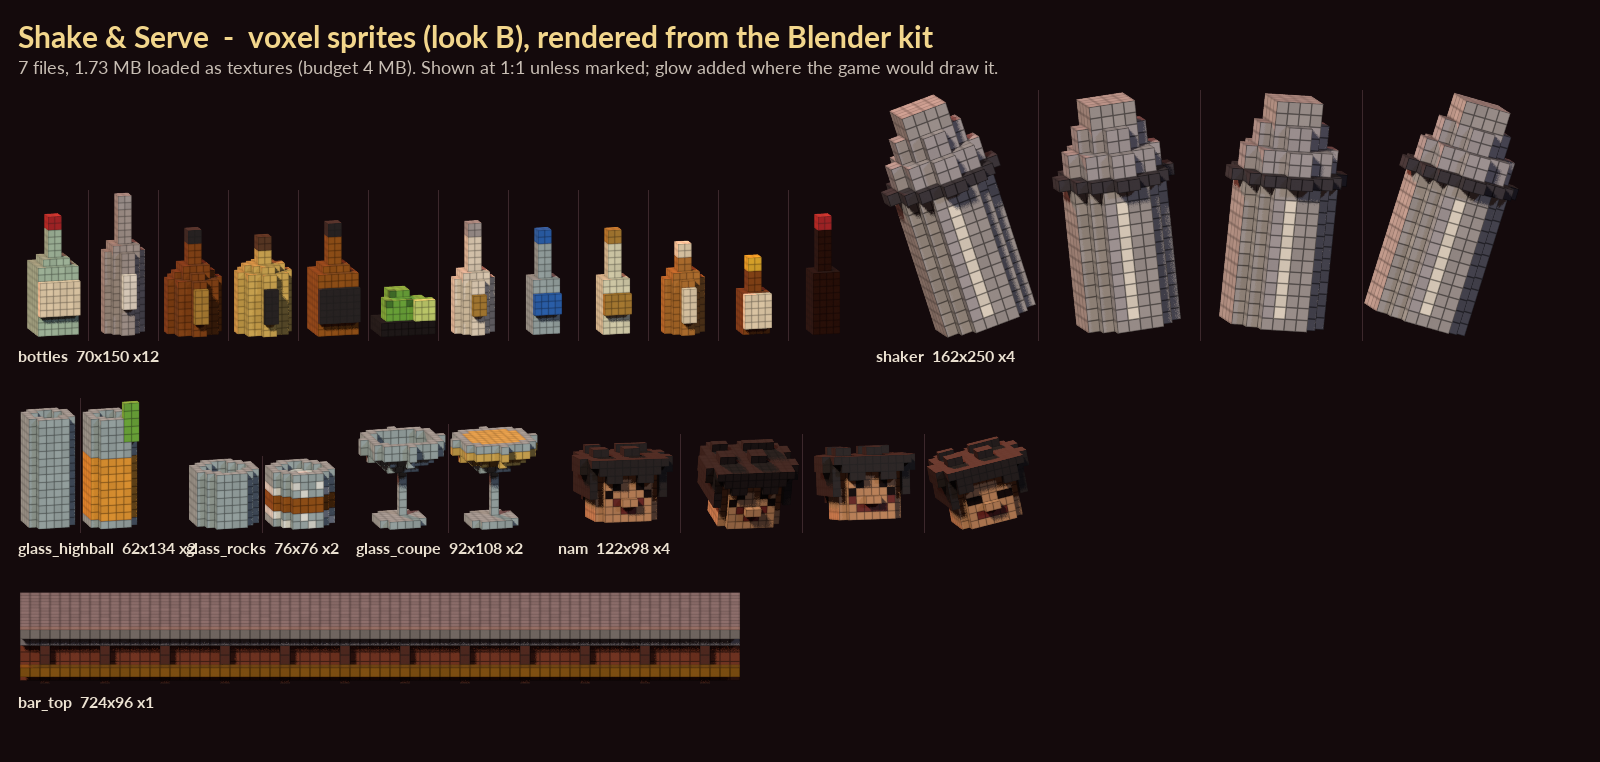 Shake & Serve - voxel sprites (look B), rendered from the Blender kit
7 files, 1.73 MB loaded as textures (budget 4 MB). Shown at 1:1 unless marked; glow added where the game would draw it.
bottles 70x150 x12
shaker 162x250 x4
glass_highball 62x134 x2
glass_rocks 76x76 x2
glass_coupe 92x108 x2
nam 122x98 x4
bar_top 724x96 x1